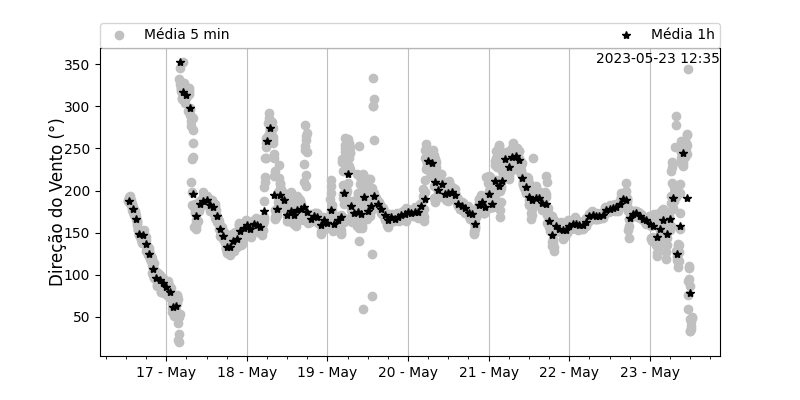 Média 5 min
Média 1h
2023-05-23 12:35
Direção do Vento (°)
350
300
250
200
150
100
50
17 - May
18 - May
19 - May
20 - May
21 - May
22 - May
23 - May